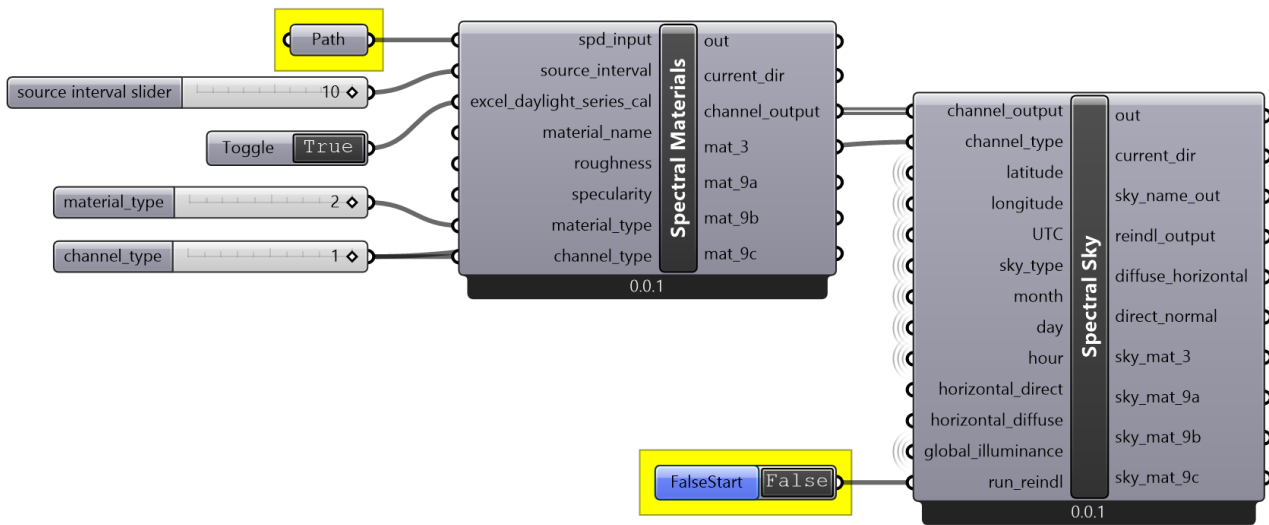 Path
source interval slider 10
Toggle True
material_type 2
channel_type 1
spd_input
source_interval
excel_daylight_series_cal
material_name
roughness
specularity
material_type
channel_type
Spectral Materials
out
current_dir
channel_output
mat_3
mat_9a
mat_9b
mat_9c
0.0.1
FalseStart False
channel_output
channel_type
latitude
longitude
UTC
sky_type
month
day
hour
horizontal_direct
horizontal_diffuse
global_illuminance
run_reindl
Spectral Sky
out
current_dir
sky_name_out
reindl_output
diffuse_horizontal
direct_normal
sky_mat_3
sky_mat_9a
sky_mat_9b
sky_mat_9c
0.0.1